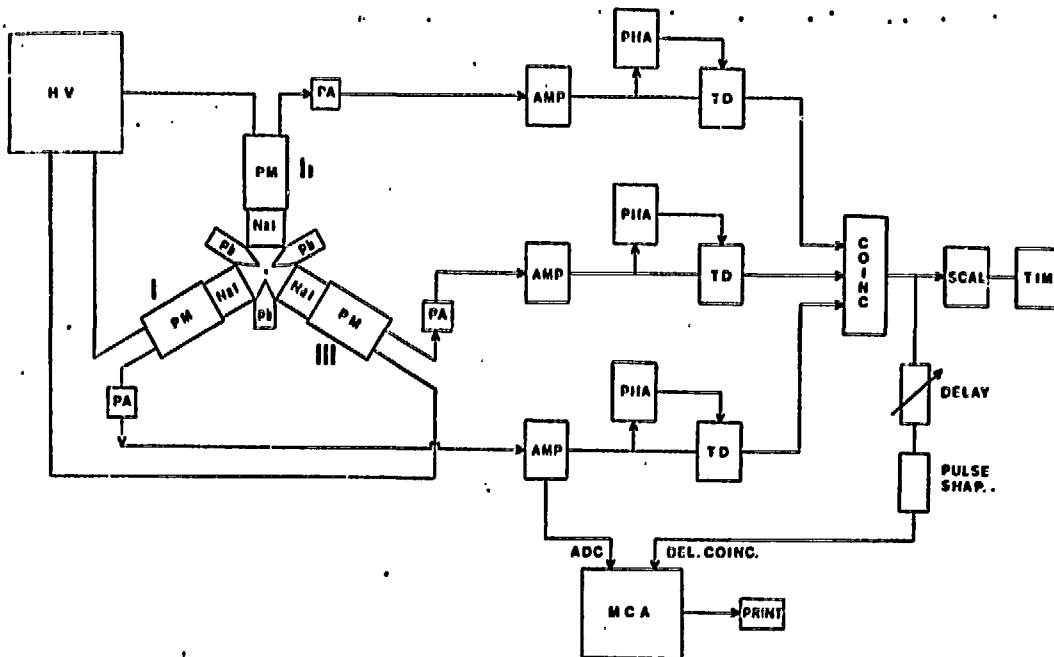 HV
PA
AMP
PHA
TD
PM
II
NaI
Pb
Pb
I
NaI
Pb
NaI
PM
PM
III
PA
AMP
PHA
TD
COINC
SCAL
TIM
PA
AMP
PHA
TD
DELAY
PULSE
SHAP..
ADC
DEL.COINC.
MCA
PRINT